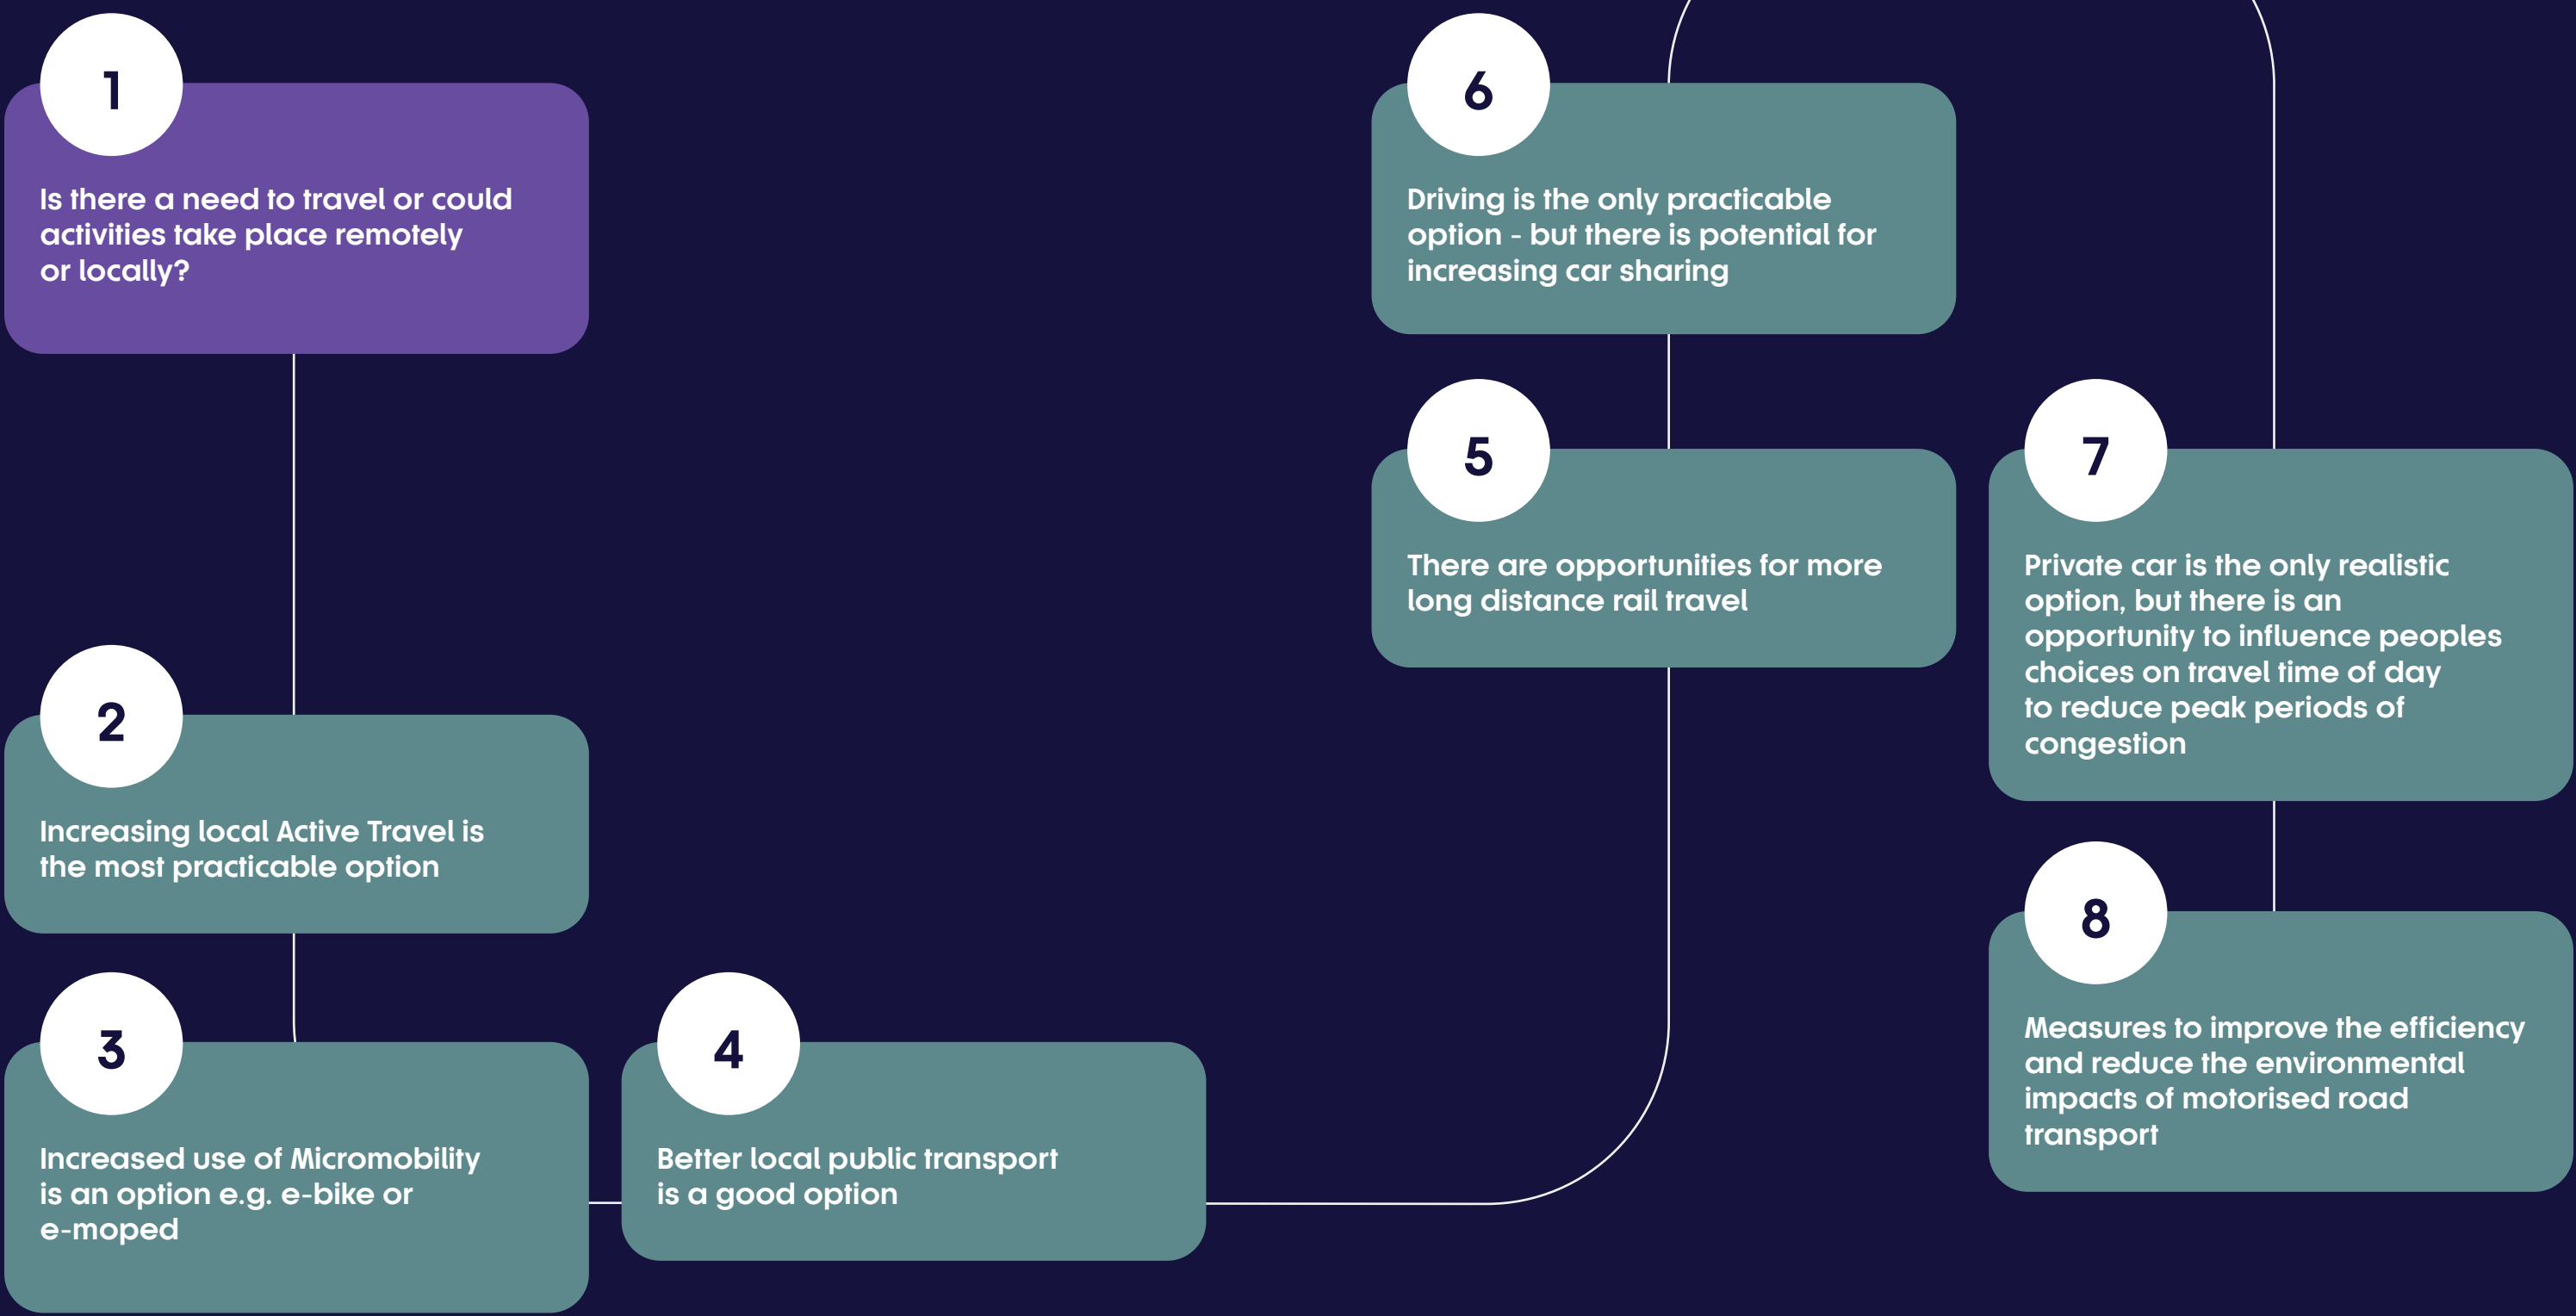 1
Is there a need to travel or could
activities take place remotely
or locally?
2
Increasing local Active Travel is
the most practicable option
3
Increased use of Micromobility
is an option e.g. e-bike or
e-moped
4
Better local public transport
is a good option
5
There are opportunities for more
long distance rail travel
6
Driving is the only practicable
option - but there is potential for
increasing car sharing
7
Private car is the only realistic
option, but there is an
opportunity to influence peoples
choices on travel time of day
to reduce peak periods of
congestion
8
Measures to improve the efficiency
and reduce the environmental
impacts of motorised road
transport